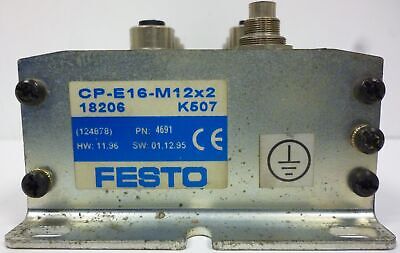 CP-E16-M12x2
18206 K507
(124878) PN: 4691
HW: 11.96 SW: 01.12.95
CE
FESTO